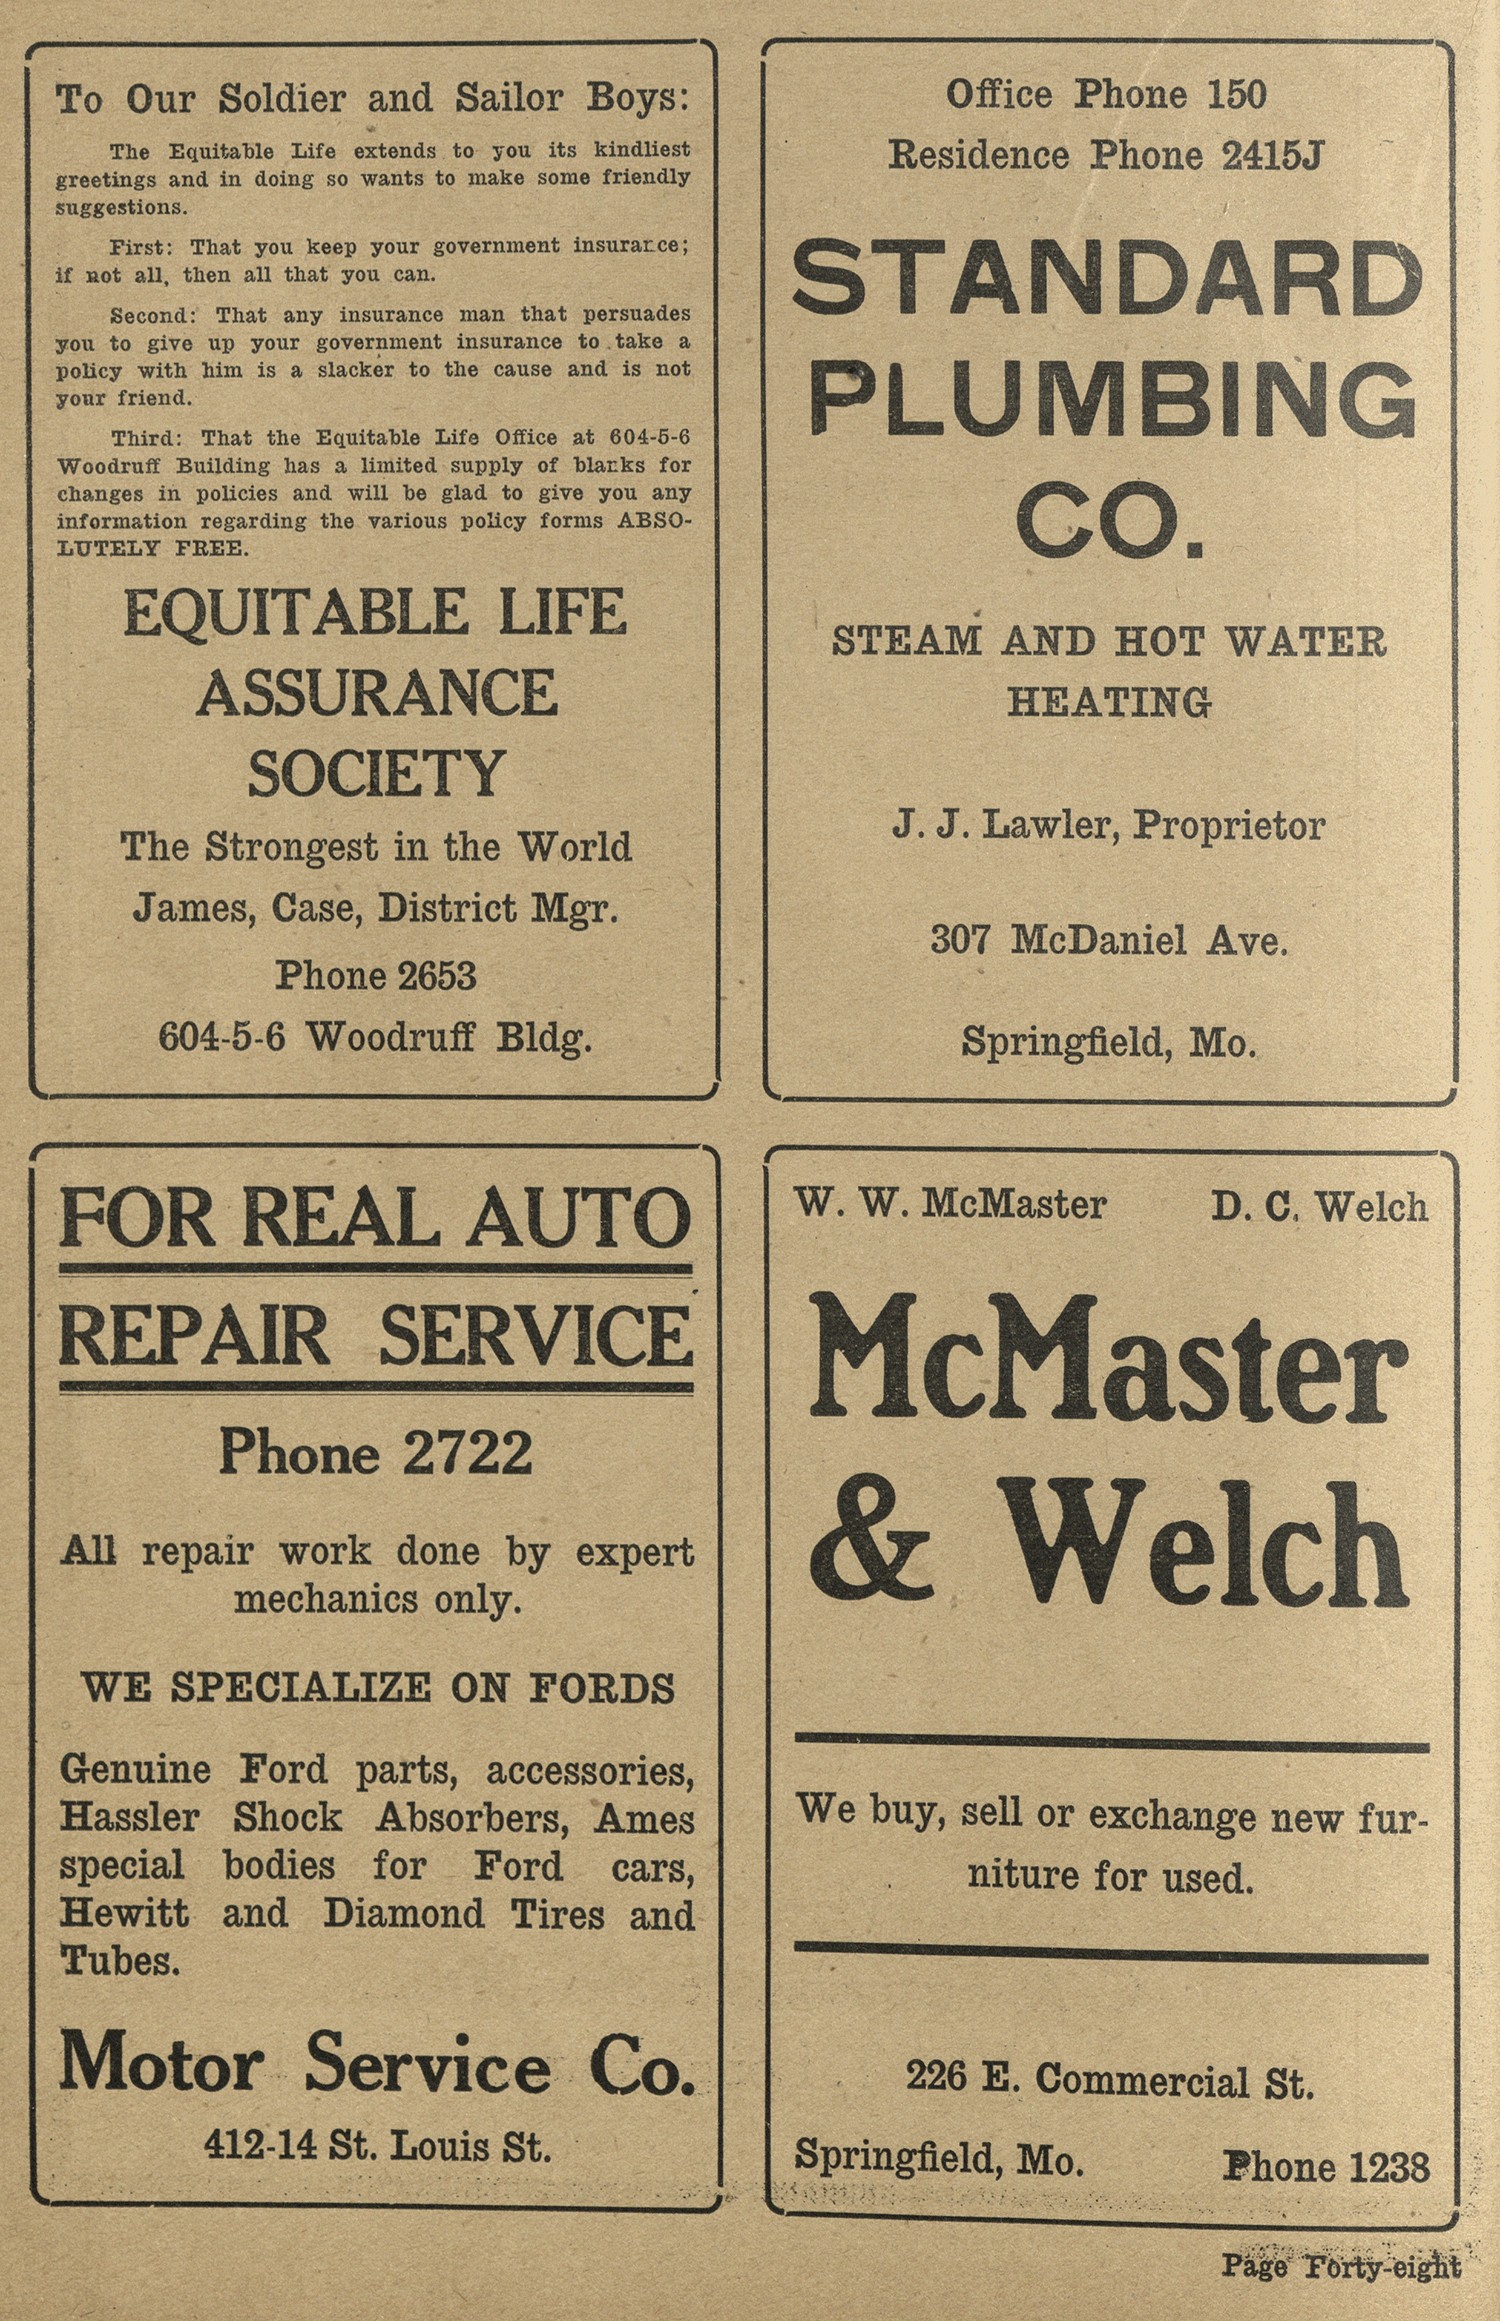 To Our Soldier and Sailor Boys:
The Equitable Life extends to you its kindliest
greetings and in doing so wants to make some friendly
suggestions.
First: That you keep your government insurance;
if not all, then all that you can.
Second: That any insurance man that persuades
you to give up your government insurance to take a
policy with him is a slacker to the cause and is not
your friend.
Third: That the Equitable Life Office at 604-5-6
Woodruff Building has a limited supply of blanks for
changes in policies and will be glad to give you any
information regarding the various policy forms ABSO-
LUTELY FREE.
EQUITABLE LIFE
ASSURANCE
SOCIETY
The Strongest in the World
James, Case, District Mgr.
Phone 2653
604-5-6 Woodruff Bldg.
Office Phone 150
Residence Phone 2415J
STANDARD
PLUMBING
CO.
STEAM AND HOT WATER
HEATING
J. J. Lawler, Proprietor
307 McDaniel Ave.
Springfield, Mo.
FOR REAL AUTO
REPAIR SERVICE
Phone 2722
All repair work done by expert
mechanics only.
WE SPECIALIZE ON FORDS
Genuine Ford parts, accessories,
Hassler Shock Absorbers, Ames
special bodies for Ford cars,
Hewitt and Diamond Tires and
Tubes.
Motor Service Co.
412-14 St. Louis St.
W. W. McMaster D. C. Welch
McMaster
& Welch
We buy, sell or exchange new fur-
niture for used.
226 E. Commercial St.
Springfield, Mo. Phone 1238
Page Forty-eight